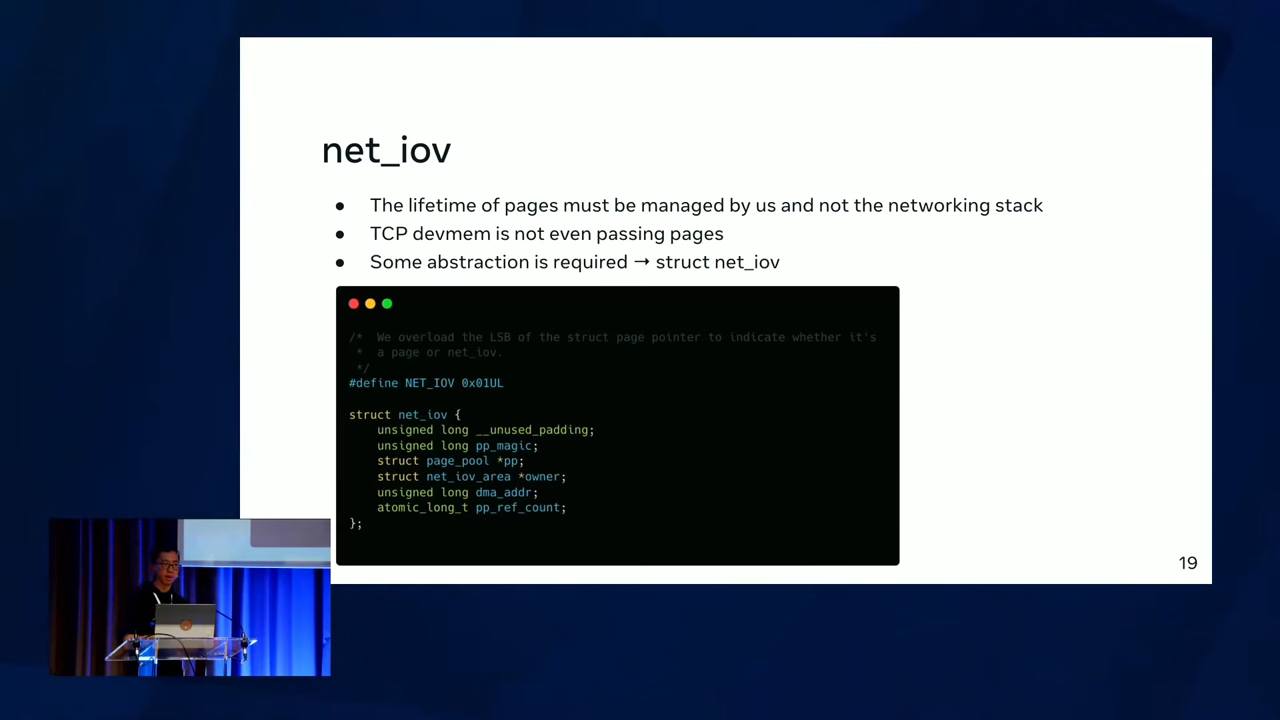 net_iov
● The lifetime of pages must be managed by us and not the networking stack
● TCP devmem is not even passing pages
● Some abstraction is required → struct net_iov
/*  We overload the LSB of the struct page pointer to indicate whether it's
 *  a page or net_iov.
 */
#define NET_IOV 0x01UL
struct net_iov {
    unsigned long __unused_padding;
    unsigned long pp_magic;
    struct page_pool *pp;
    struct net_iov_area *owner;
    unsigned long dma_addr;
    atomic_long_t pp_ref_count;
};
19